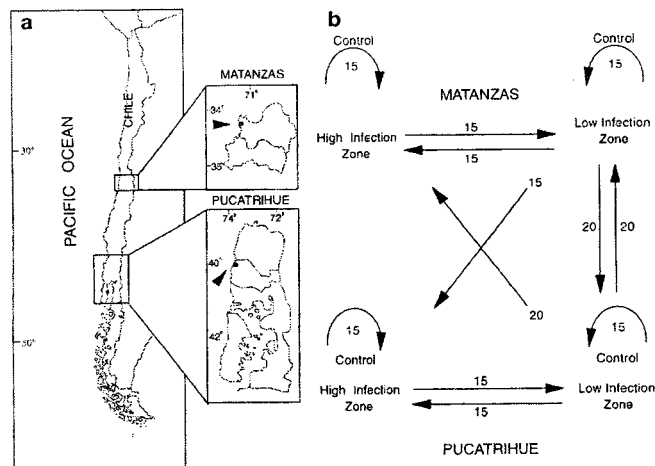 a
PACIFIC OCEAN
CHILE
30°
50°
MATANZAS
71°
34°
35°
PUCATRIHUE
74° 72°
40°
42°
b
Control
15
Control
15
MATANZAS
High Infection
Zone
15
15
Low Infection
Zone
15
20
20 20
15
Control
15
Control
High Infection
Zone
15
15
Low Infection
Zone
PUCATRIHUE